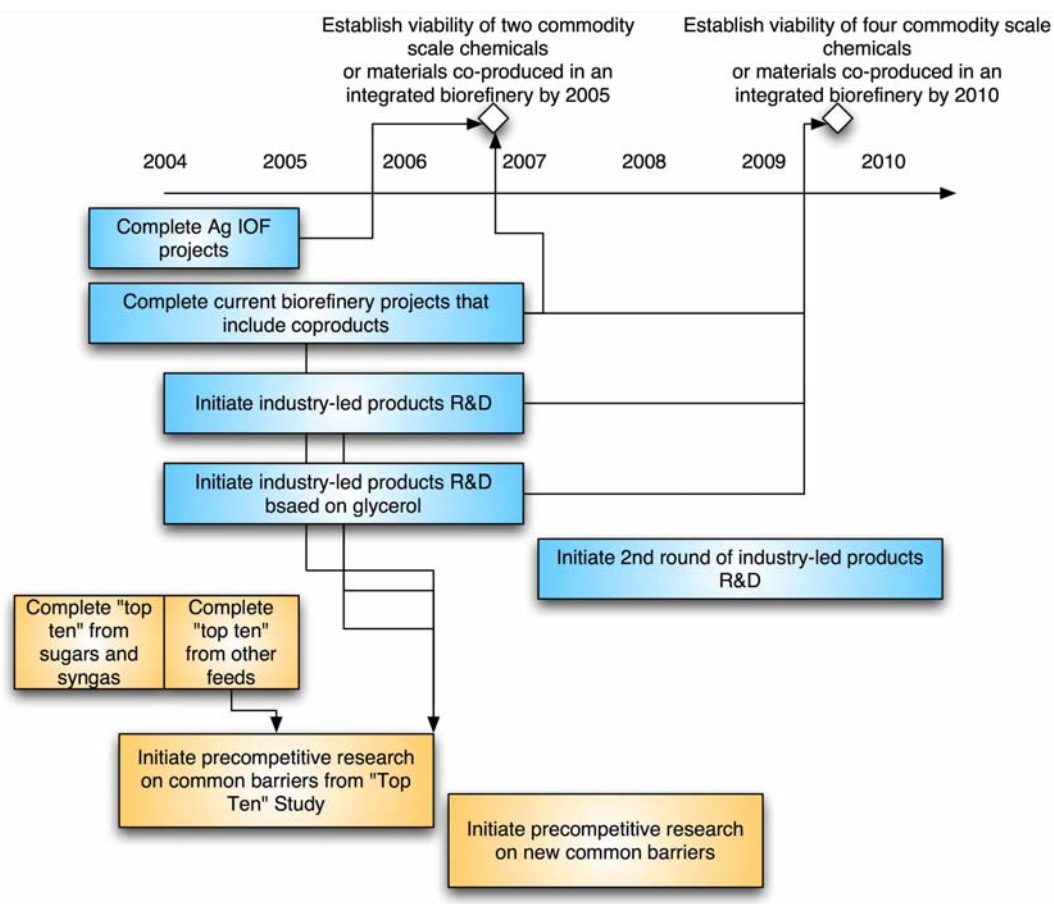 Establish viability of two commodity
scale chemicals
or materials co-produced in an
integrated biorefinery by 2005
Establish viability of four commodity scale
chemicals
or materials co-produced in an
integrated biorefinery by 2010
2004 2005 2006 2007 2008 2009 2010
Complete Ag IOF
projects
Complete current biorefinery projects that
include coproducts
Initiate industry-led products R&D
Initiate industry-led products R&D
bsaed on glycerol
Initiate 2nd round of industry-led products
R&D
Complete "top
ten" from
sugars and
syngas
Complete
"top ten"
from other
feeds
Initiate precompetitive research
on common barriers from "Top
Ten" Study
Initiate precompetitive research
on new common barriers